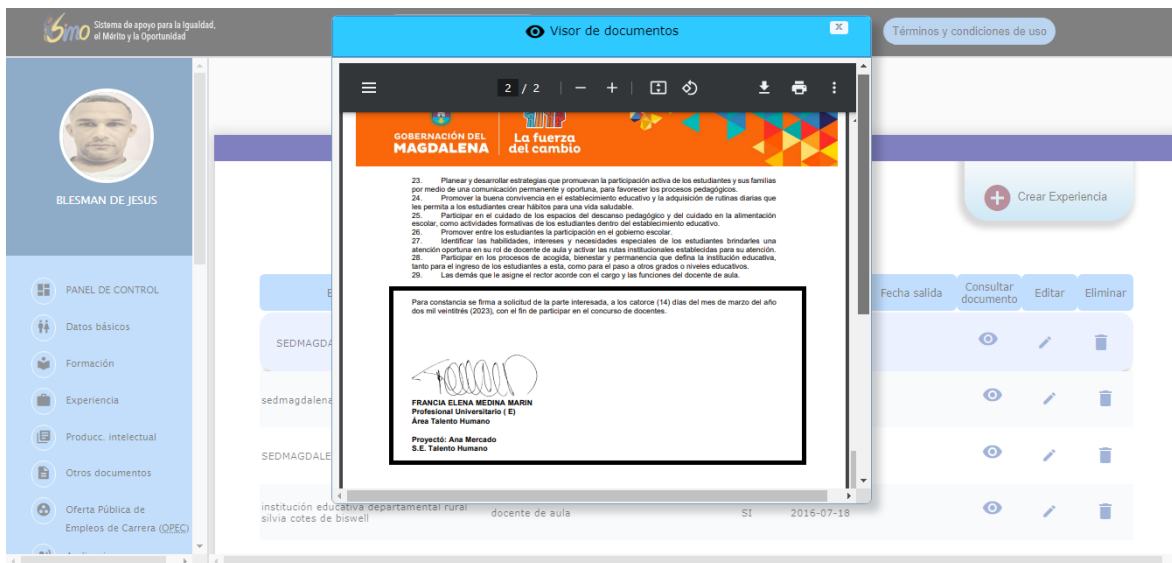 Simo Sistema de apoyo para la Igualdad,
el Mérito y la Oportunidad
Visor de documentos
x
Términos y condiciones de uso
BLESMAN DE JESUS
PANEL DE CONTROL
Datos básicos
Formación
Experiencia
Producc. intelectual
Otros documentos
Oferta Pública de
Empleos de Carrera (OPEC)
2 / 2
GOBERNACIÓN DEL
MAGDALENA
La fuerza
del cambio
23. Planear y desarrollar estrategias que promuevan la participación activa de los estudiantes y sus familias
por medio de una comunicación permanente y oportuna, para favorecer los procesos pedagógicos.
24. Promover la buena convivencia en el establecimiento educativo y la adquisición de rutinas diarias que
les permita a los estudiantes crear hábitos para una vida saludable.
25. Participar en el cuidado de los espacios del descanso pedagógico y del cuidado en la alimentación
escolar, como actividades formativas de los estudiantes dentro del establecimiento educativo.
26. Promover entre los estudiantes la participación en el gobierno escolar.
27. Identificar las habilidades, intereses y necesidades especiales de los estudiantes brindarles una
atención oportuna en su rol de docente de aula y activar las rutas institucionales establecidas para su atención.
28. Participar en los procesos de acogida, bienestar y permanencia que defina la institución educativa,
tanto para el ingreso de los estudiantes a esta, como para el paso a otros grados o niveles educativos.
29. Las demás que le asigne el rector acorde con el cargo y las funciones del docente de aula.
Para constancia se firma a solicitud de la parte interesada, a los catorce (14) días del mes de marzo del año
dos mil veintitrés (2023), con el fin de participar en el concurso de docentes.
FRANCIA ELENA MEDINA MARIN
Profesional Universitario ( E)
Área Talento Humano
Proyectó: Ana Mercado
S.E. Talento Humano
Crear Experiencia
Fecha salida
Consultar
documento
Editar
Eliminar
SEDMAGDA
sedmagdalena
SEDMAGDALE
institución educativa departamental rural
silvia cotes de biswell
docente de aula
SI
2016-07-18